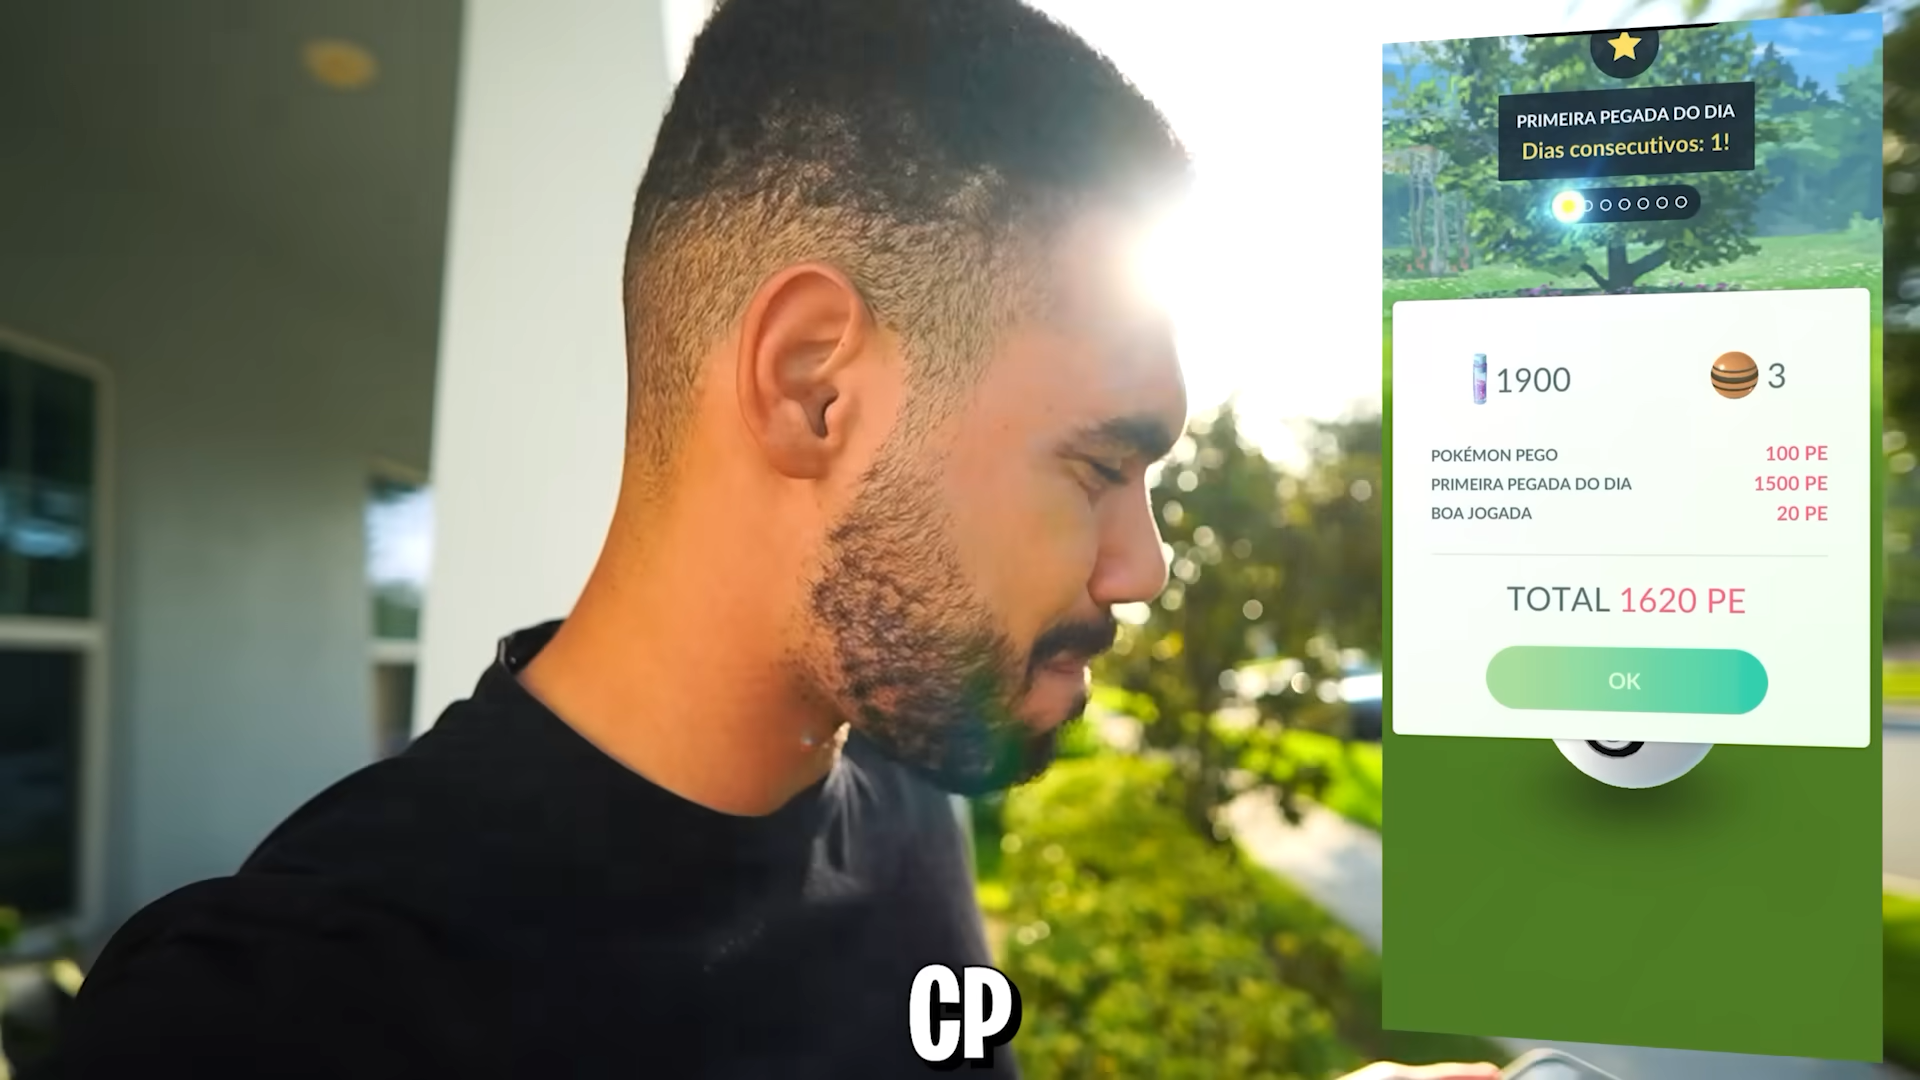 PRIMEIRA PEGADA DO DIA
Dias consecutivos: 1!
1900
3
POKÉMON PEGO 100 PE
PRIMEIRA PEGADA DO DIA 1500 PE
BOA JOGADA 20 PE
TOTAL 1620 PE
OK
CP